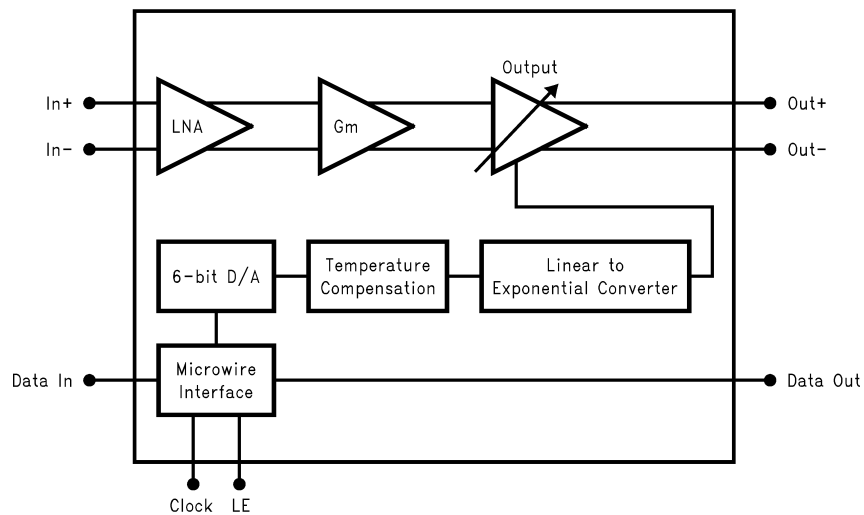 Output
In+
LNA
Gm
Out+
In-
Out-
6-bit D/A
Temperature
Compensation
Linear to
Exponential Converter
Data In
Microwire
Interface
Data Out
Clock
LE